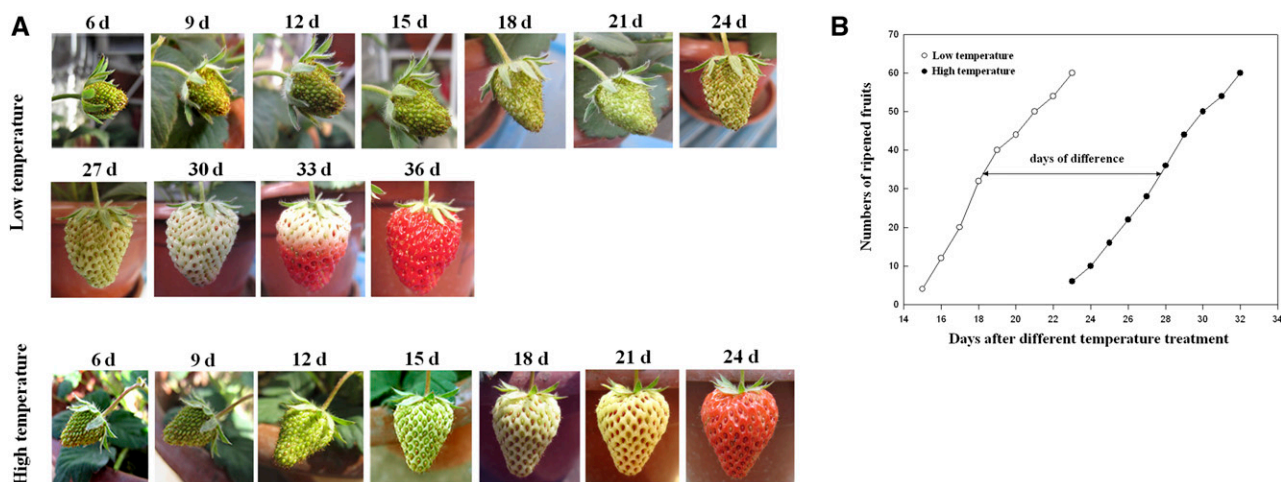 A
6 d 9 d 12 d 15 d 18 d 21 d 24 d
Low temperature
27 d 30 d 33 d 36 d
High temperature
6 d 9 d 12 d 15 d 18 d 21 d 24 d
B
70
60
50
40
30
20
10
0
Numbers of ripened fruits
Low temperature
High temperature
days of difference
14 16 18 20 22 24 26 28 30 32 34
Days after different temperature treatment